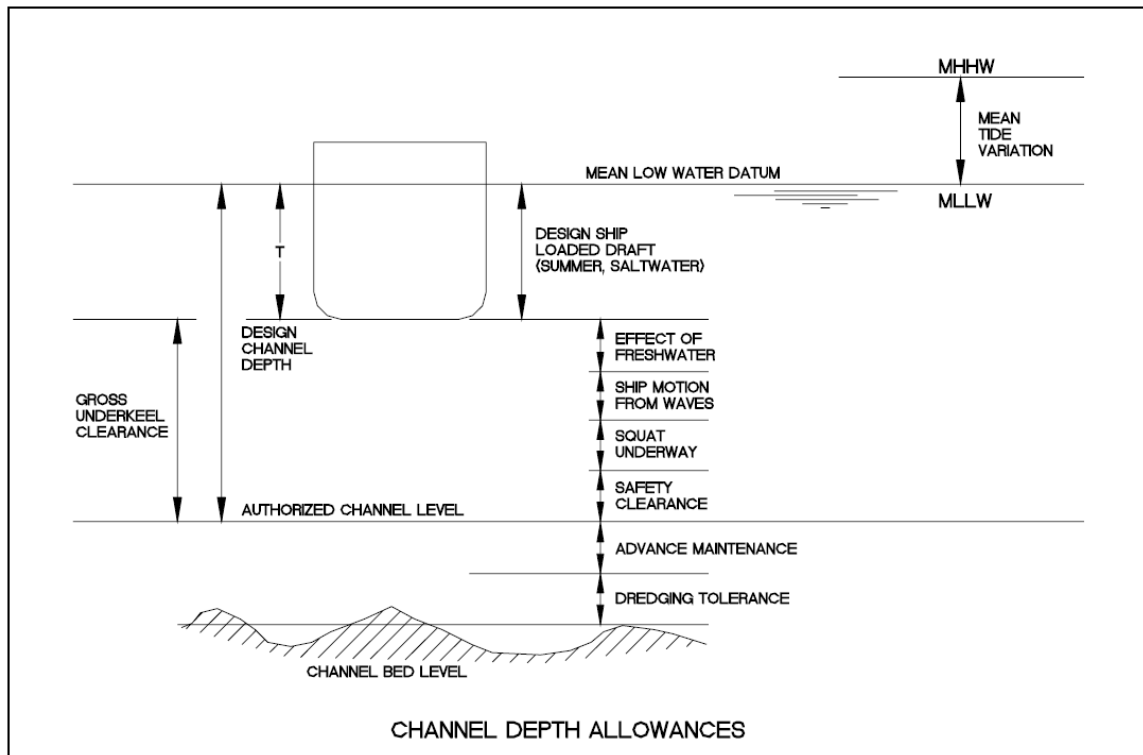 MHHW
MEAN
TIDE
VARIATION
MEAN LOW WATER DATUM
MLLW
T
DESIGN SHIP
LOADED DRAFT
(SUMMER, SALTWATER)
DESIGN
CHANNEL
DEPTH
EFFECT OF
FRESHWATER
SHIP MOTION
FROM WAVES
GROSS
UNDERKEEL
CLEARANCE
SQUAT
UNDERWAY
SAFETY
CLEARANCE
AUTHORIZED CHANNEL LEVEL
ADVANCE MAINTENANCE
DREDGING TOLERANCE
CHANNEL BED LEVEL
CHANNEL DEPTH ALLOWANCES